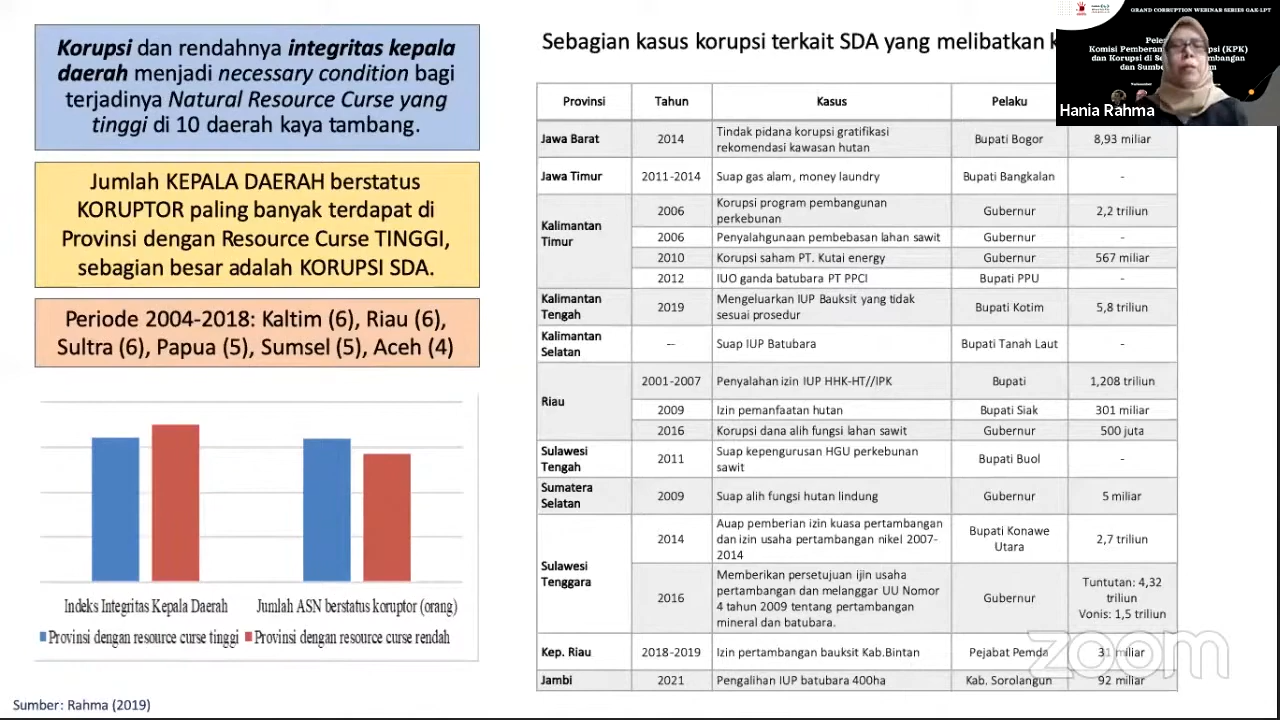 Korupsi dan rendahnya integritas kepala
daerah menjadi necessary condition bagi
terjadinya Natural Resource Curse yang
tinggi di 10 daerah kaya tambang.
Jumlah KEPALA DAERAH berstatus
KORUPTOR paling banyak terdapat di
Provinsi dengan Resource Curse TINGGI,
sebagian besar adalah KORUPSI SDA.
Periode 2004-2018: Kaltim (6), Riau (6),
Sultra (6), Papua (5), Sumsel (5), Aceh (4)
Indeks Integritas Kepala Daerah
Jumlah ASN berstatus koruptor (orang)
Provinsi dengan resource curse tinggi
Provinsi dengan resource curse rendah
Sumber: Rahma (2019)
Sebagian kasus korupsi terkait SDA yang melibatkan
Provinsi Tahun Kasus Pelaku
Jawa Barat 2014 Tindak pidana korupsi gratifikasi
rekomendasi kawasan hutan Bupati Bogor 8,93 miliar
Jawa Timur 2011-2014 Suap gas alam, money laundry Bupati Bangkalan -
Kalimantan
Timur
2006 Korupsi program pembangunan
perkebunan Gubernur 2,2 triliun
2006 Penyalahgunaan pembebasan lahan sawit Gubernur -
2010 Korupsi saham PT. Kutai energy Gubernur 567 miliar
2012 IUO ganda batubara PT PPCI Bupati PPU -
Kalimantan
Tengah
2019 Mengeluarkan IUP Bauksit yang tidak
sesuai prosedur Bupati Kotim 5,8 triliun
Kalimantan
Selatan
-- Suap IUP Batubara Bupati Tanah Laut -
Riau
2001-2007 Penyalahan izin IUP HHK-HT//IPK Bupati 1,208 triliun
2009 Izin pemanfaatan hutan Bupati Siak 301 miliar
2016 Korupsi dana alih fungsi lahan sawit Gubernur 500 juta
Sulawesi
Tengah
2011 Suap kepengurusan HGU perkebunan
sawit Bupati Buol -
Sumatera
Selatan
2009 Suap alih fungsi hutan lindung Gubernur 5 miliar
Sulawesi
Tenggara
2014 Auap pemberian izin kuasa pertambangan
dan izin usaha pertambangan nikel 2007-
2014
Bupati Konawe
Utara
2,7 triliun
2016 Memberikan persetujuan ijin usaha
pertambangan dan melanggar UU Nomor
4 tahun 2009 tentang pertambangan
mineral dan batubara.
Gubernur
Tuntutan: 4,32
triliun
Vonis: 1,5 triliun
Kep. Riau 2018-2019 Izin pertambangan bauksit Kab.Bintan Pejabat Pemda 31 miliar
Jambi 2021 Pengalihan IUP batubara 400ha Kab. Sorolangun 92 miliar
GRAND CORRUPTION WEBINAR SERIES GAK-LPT
Komisi (KPK)
dan Korupsi di
dan
Hania Rahma
zoom